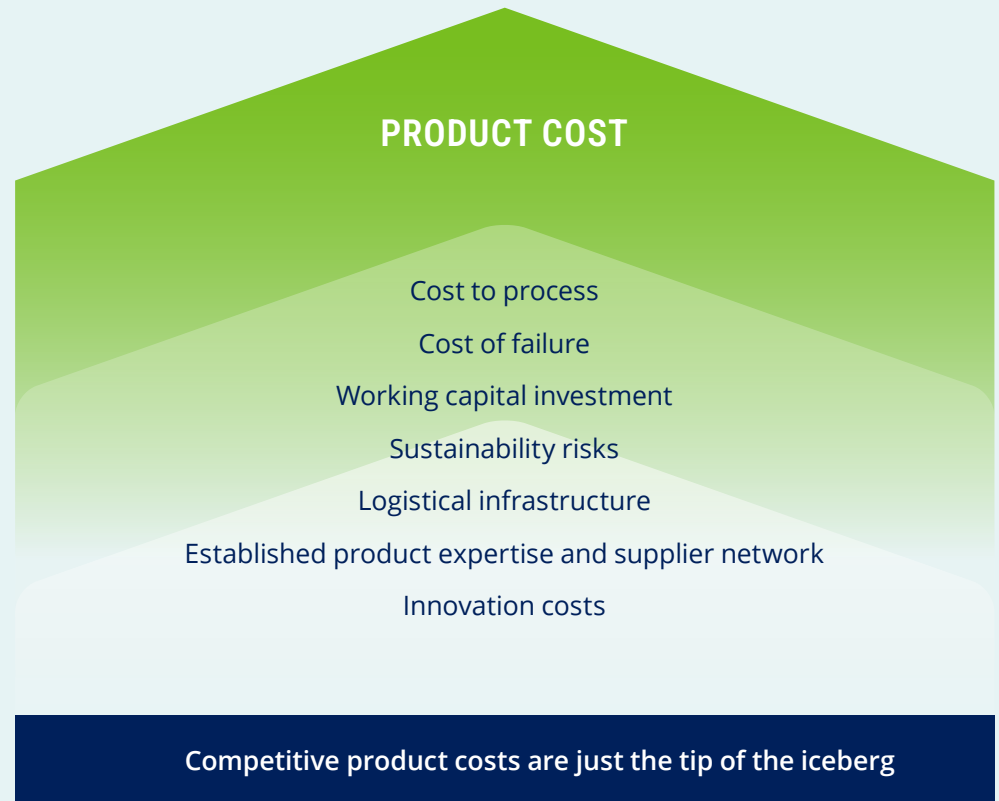 PRODUCT COST
Cost to process
Cost of failure
Working capital investment
Sustainability risks
Logistical infrastructure
Established product expertise and supplier network
Innovation costs
Competitive product costs are just the tip of the iceberg